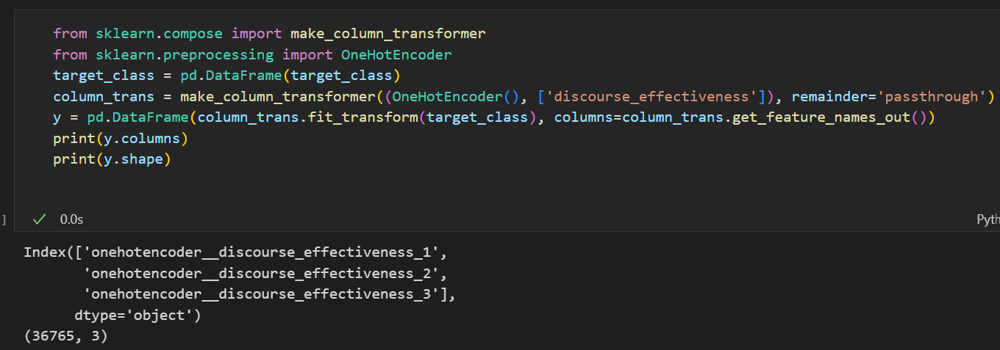 from sklearn.compose import make_column_transformer
from sklearn.preprocessing import OneHotEncoder
target_class = pd.DataFrame(target_class)
column_trans = make_column_transformer((OneHotEncoder(), ['discourse_effectiveness']), remainder='passthrough')
y = pd.DataFrame(column_trans.fit_transform(target_class), columns=column_trans.get_feature_names_out())
print(y.columns)
print(y.shape)
] ✓ 0.0s Pyth
Index(['onehotencoder__discourse_effectiveness_1',
'onehotencoder__discourse_effectiveness_2',
'onehotencoder__discourse_effectiveness_3'],
dtype='object')
(36765, 3)